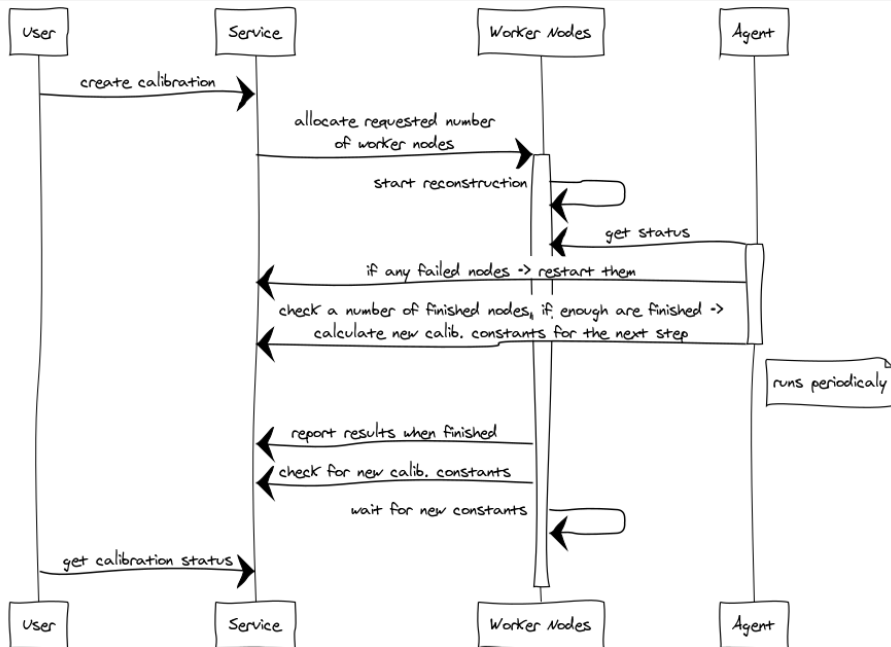 User
Service
Worker Nodes
Agent
create calibration
allocate requested number
of worker nodes
start reconstruction
get status
if any failed nodes -> restart them
check a number of finished nodes, if enough are finished ->
calculate new calib. constants for the next step
runs periodicaly
report results when finished
check for new calib. constants
wait for new constants
get calibration status
User
Service
Worker Nodes
Agent